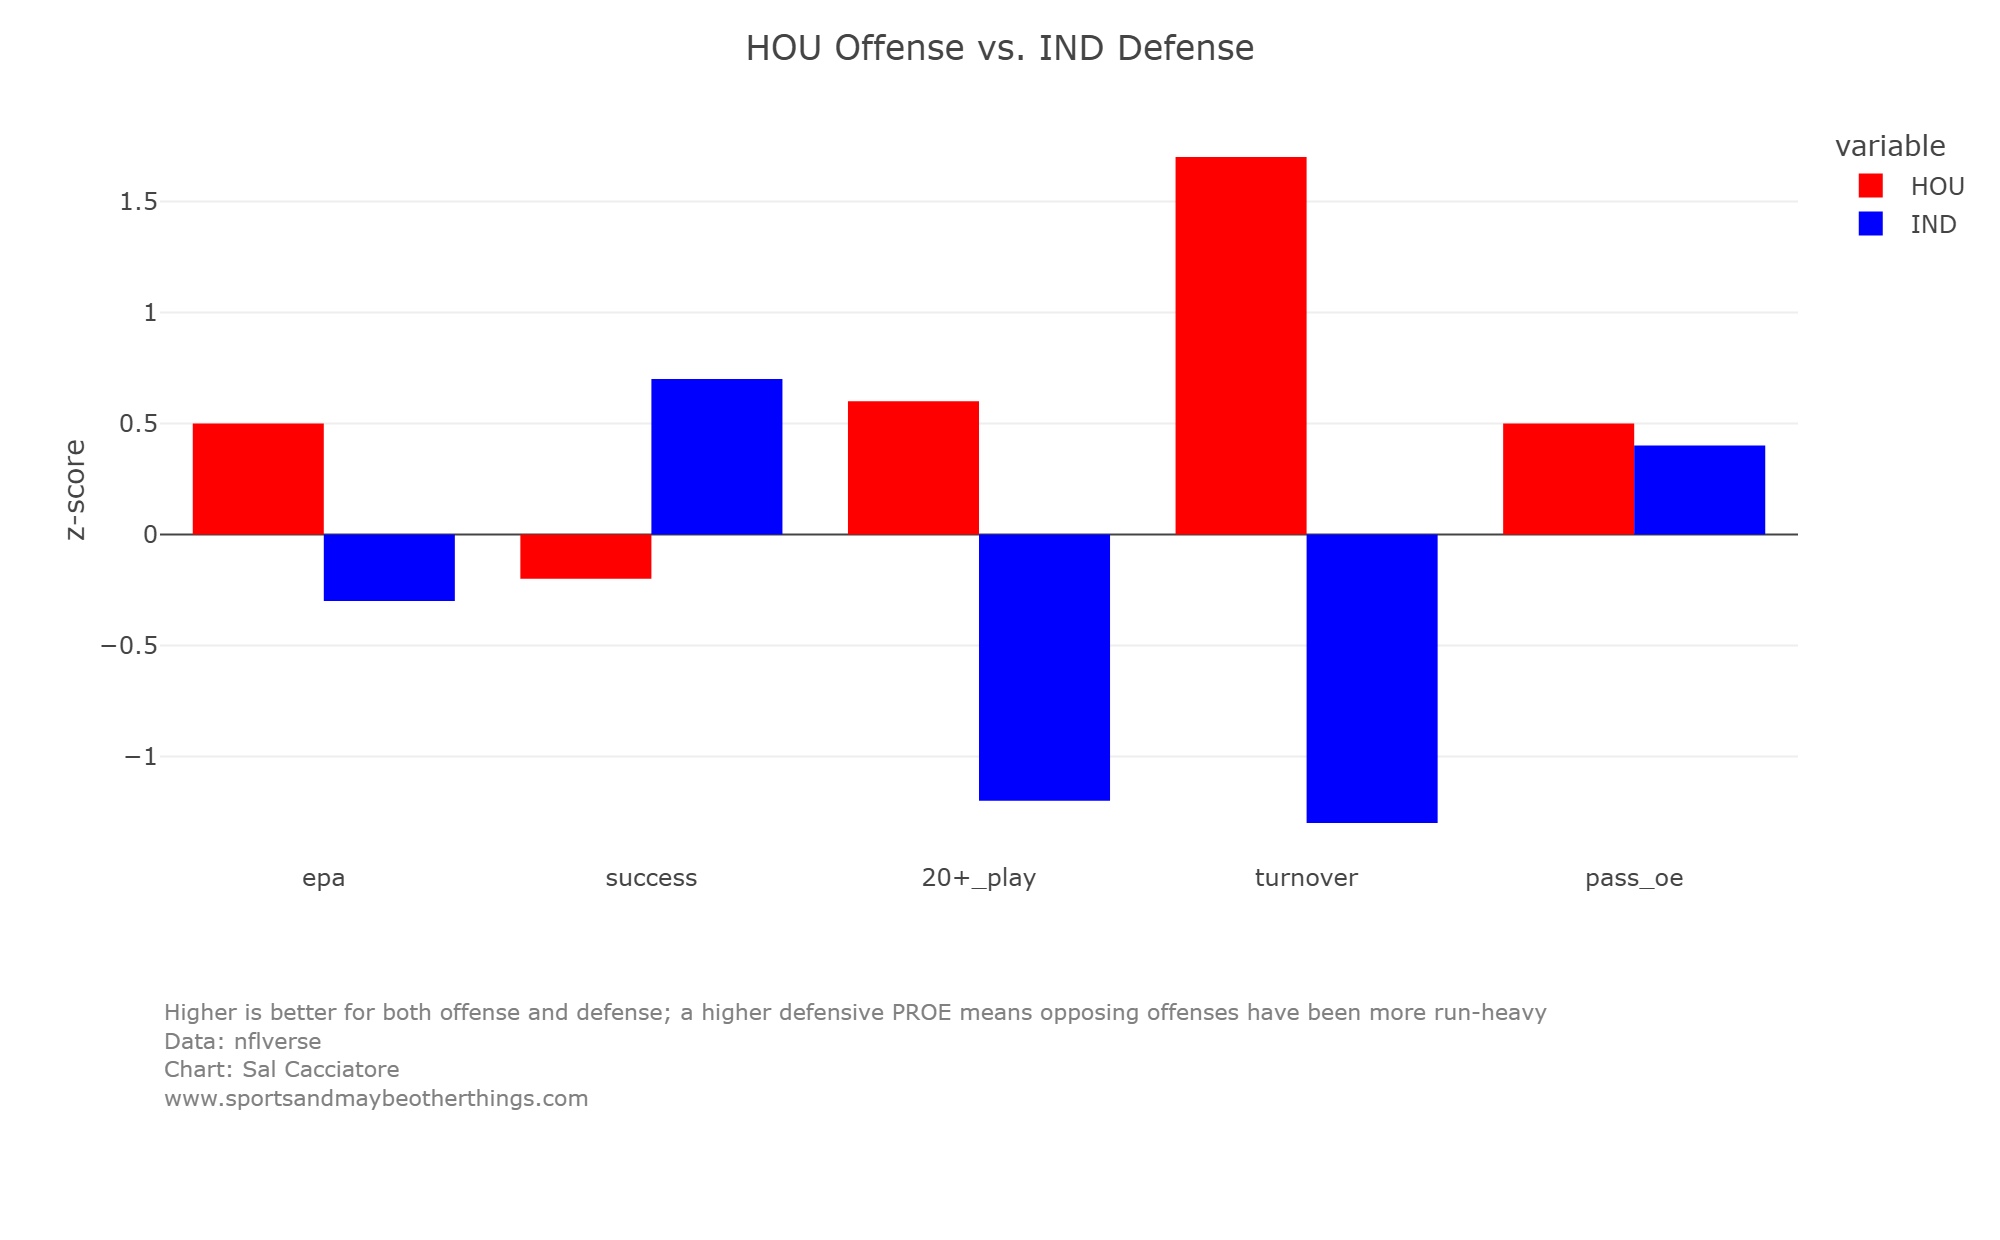 HOU Offense vs. IND Defense
variable
HOU
IND
1.5
1
0.5
0
−0.5
−1
z-score
epa
success
20+_play
turnover
pass_oe
Higher is better for both offense and defense; a higher defensive PROE means opposing offenses have been more run-heavy
Data: nflverse
Chart: Sal Cacciatore
www.sportsandmaybeotherthings.com